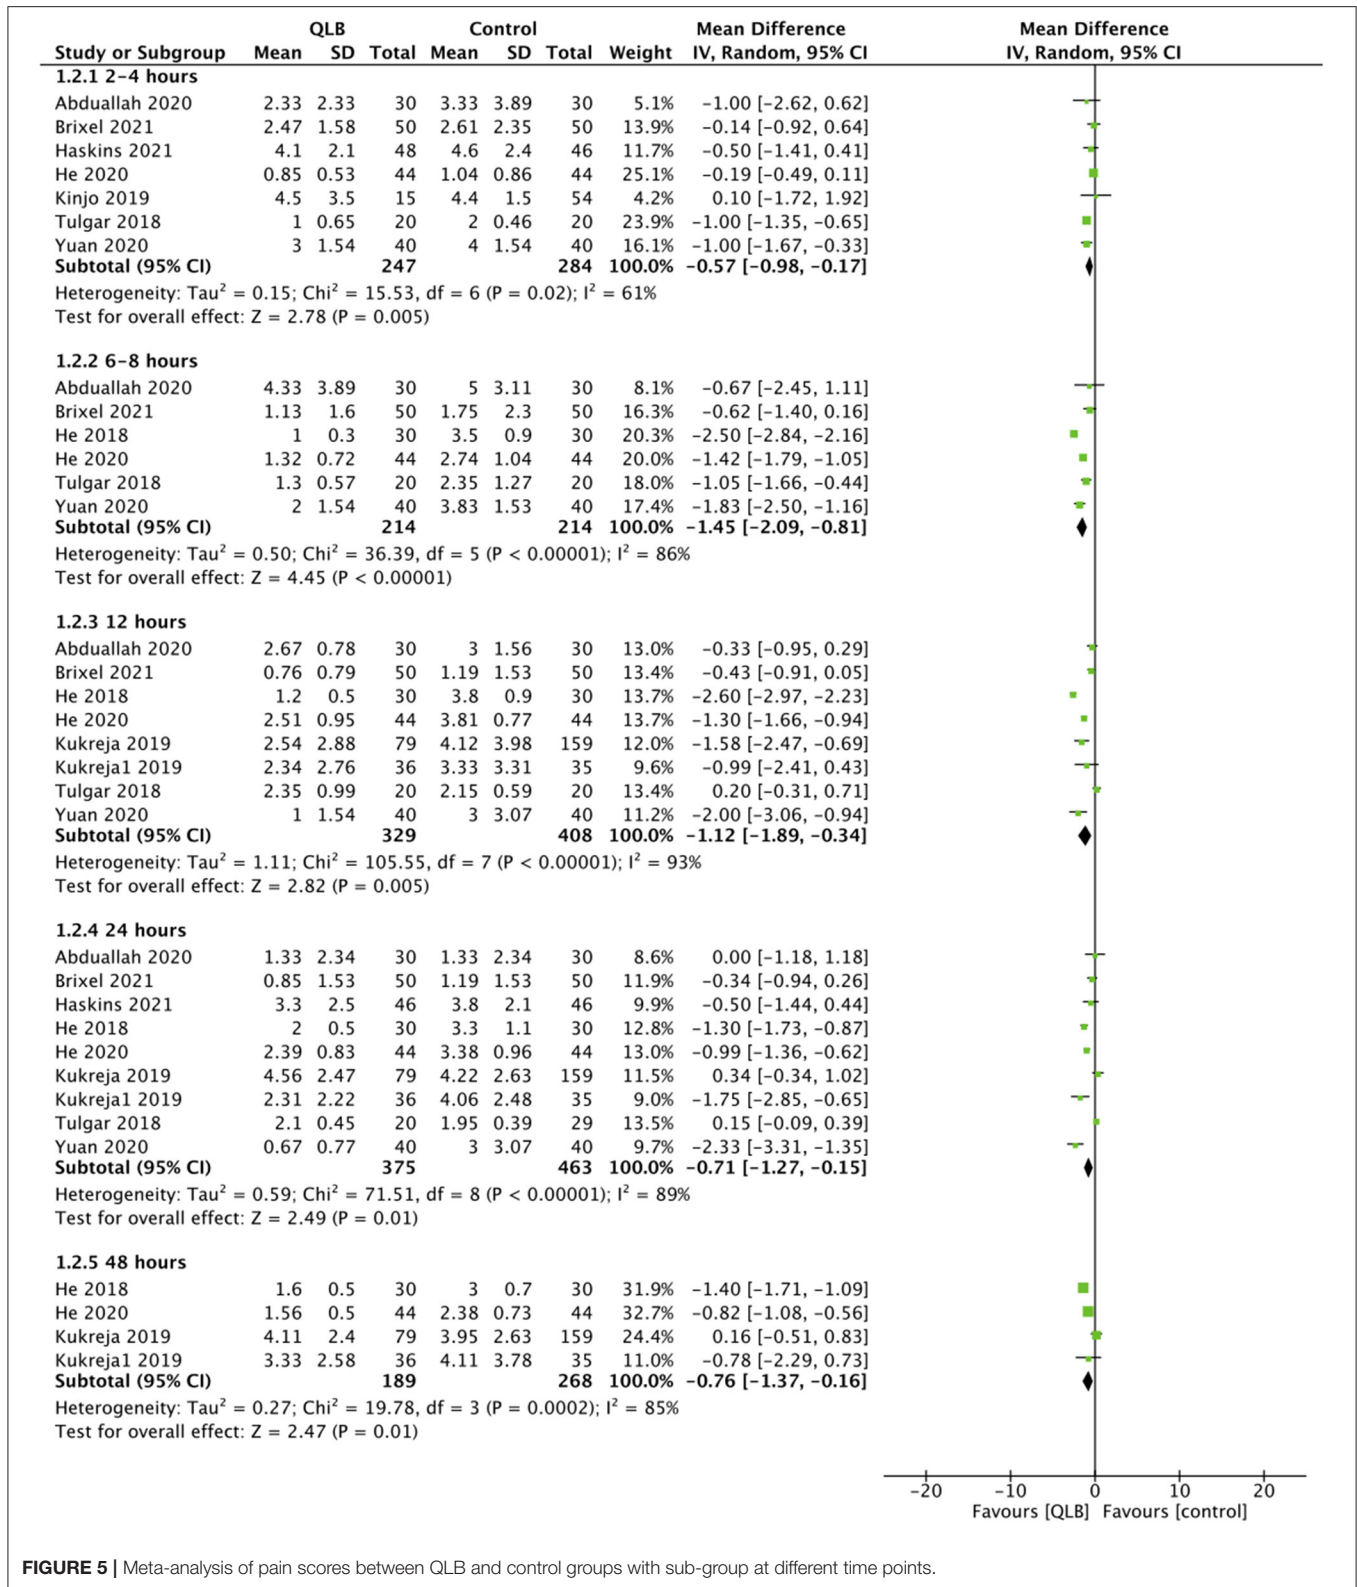 QLB Control Mean Difference Mean Difference
Study or Subgroup Mean SD Total Mean SD Total Weight IV, Random, 95% CI IV, Random, 95% CI
1.2.1 2–4 hours
Abduallah 2020 2.33 2.33 30 3.33 3.89 30 5.1% −1.00 [−2.62, 0.62]
Brixel 2021 2.47 1.58 50 2.61 2.35 50 13.9% −0.14 [−0.92, 0.64]
Haskins 2021 4.1 2.1 48 4.6 2.4 46 11.7% −0.50 [−1.41, 0.41]
He 2020 0.85 0.53 44 1.04 0.86 44 25.1% −0.19 [−0.49, 0.11]
Kinjo 2019 4.5 3.5 15 4.4 1.5 54 4.2% 0.10 [−1.72, 1.92]
Tulgar 2018 1 0.65 20 2 0.46 20 23.9% −1.00 [−1.35, −0.65]
Yuan 2020 3 1.54 40 4 1.54 40 16.1% −1.00 [−1.67, −0.33]
Subtotal (95% CI) 247 284 100.0% −0.57 [−0.98, −0.17]
Heterogeneity: Tau² = 0.15; Chi² = 15.53, df = 6 (P = 0.02); I² = 61%
Test for overall effect: Z = 2.78 (P = 0.005)
1.2.2 6–8 hours
Abduallah 2020 4.33 3.89 30 5 3.11 30 8.1% −0.67 [−2.45, 1.11]
Brixel 2021 1.13 1.6 50 1.75 2.3 50 16.3% −0.62 [−1.40, 0.16]
He 2018 1 0.3 30 3.5 0.9 30 20.3% −2.50 [−2.84, −2.16]
He 2020 1.32 0.72 44 2.74 1.04 44 20.0% −1.42 [−1.79, −1.05]
Tulgar 2018 1.3 0.57 20 2.35 1.27 20 18.0% −1.05 [−1.66, −0.44]
Yuan 2020 2 1.54 40 3.83 1.53 40 17.4% −1.83 [−2.50, −1.16]
Subtotal (95% CI) 214 214 100.0% −1.45 [−2.09, −0.81]
Heterogeneity: Tau² = 0.50; Chi² = 36.39, df = 5 (P < 0.00001); I² = 86%
Test for overall effect: Z = 4.45 (P < 0.00001)
1.2.3 12 hours
Abduallah 2020 2.67 0.78 30 3 1.56 30 13.0% −0.33 [−0.95, 0.29]
Brixel 2021 0.76 0.79 50 1.19 1.53 50 13.4% −0.43 [−0.91, 0.05]
He 2018 1.2 0.5 30 3.8 0.9 30 13.7% −2.60 [−2.97, −2.23]
He 2020 2.51 0.95 44 3.81 0.77 44 13.7% −1.30 [−1.66, −0.94]
Kukreja 2019 2.54 2.88 79 4.12 3.98 159 12.0% −1.58 [−2.47, −0.69]
Kukreja1 2019 2.34 2.76 36 3.33 3.31 35 9.6% −0.99 [−2.41, 0.43]
Tulgar 2018 2.35 0.99 20 2.15 0.59 20 13.4% 0.20 [−0.31, 0.71]
Yuan 2020 1 1.54 40 3 3.07 40 11.2% −2.00 [−3.06, −0.94]
Subtotal (95% CI) 329 408 100.0% −1.12 [−1.89, −0.34]
Heterogeneity: Tau² = 1.11; Chi² = 105.55, df = 7 (P < 0.00001); I² = 93%
Test for overall effect: Z = 2.82 (P = 0.005)
1.2.4 24 hours
Abduallah 2020 1.33 2.34 30 1.33 2.34 30 8.6% 0.00 [−1.18, 1.18]
Brixel 2021 0.85 1.53 50 1.19 1.53 50 11.9% −0.34 [−0.94, 0.26]
Haskins 2021 3.3 2.5 46 3.8 2.1 46 9.9% −0.50 [−1.44, 0.44]
He 2018 2 0.5 30 3.3 1.1 30 12.8% −1.30 [−1.73, −0.87]
He 2020 2.39 0.83 44 3.38 0.96 44 13.0% −0.99 [−1.36, −0.62]
Kukreja 2019 4.56 2.47 79 4.22 2.63 159 11.5% 0.34 [−0.34, 1.02]
Kukreja1 2019 2.31 2.22 36 4.06 2.48 35 9.0% −1.75 [−2.85, −0.65]
Tulgar 2018 2.1 0.45 20 1.95 0.39 29 13.5% 0.15 [−0.09, 0.39]
Yuan 2020 0.67 0.77 40 3 3.07 40 9.7% −2.33 [−3.31, −1.35]
Subtotal (95% CI) 375 463 100.0% −0.71 [−1.27, −0.15]
Heterogeneity: Tau² = 0.59; Chi² = 71.51, df = 8 (P < 0.00001); I² = 89%
Test for overall effect: Z = 2.49 (P = 0.01)
1.2.5 48 hours
He 2018 1.6 0.5 30 3 0.7 30 31.9% −1.40 [−1.71, −1.09]
He 2020 1.56 0.5 44 2.38 0.73 44 32.7% −0.82 [−1.08, −0.56]
Kukreja 2019 4.11 2.4 79 3.95 2.63 159 24.4% 0.16 [−0.51, 0.83]
Kukreja1 2019 3.33 2.58 36 4.11 3.78 35 11.0% −0.78 [−2.29, 0.73]
Subtotal (95% CI) 189 268 100.0% −0.76 [−1.37, −0.16]
Heterogeneity: Tau² = 0.27; Chi² = 19.78, df = 3 (P = 0.0002); I² = 85%
Test for overall effect: Z = 2.47 (P = 0.01)
−20 −10 0 10 20
Favours [QLB] Favours [control]
FIGURE 5 | Meta-analysis of pain scores between QLB and control groups with sub-group at different time points.